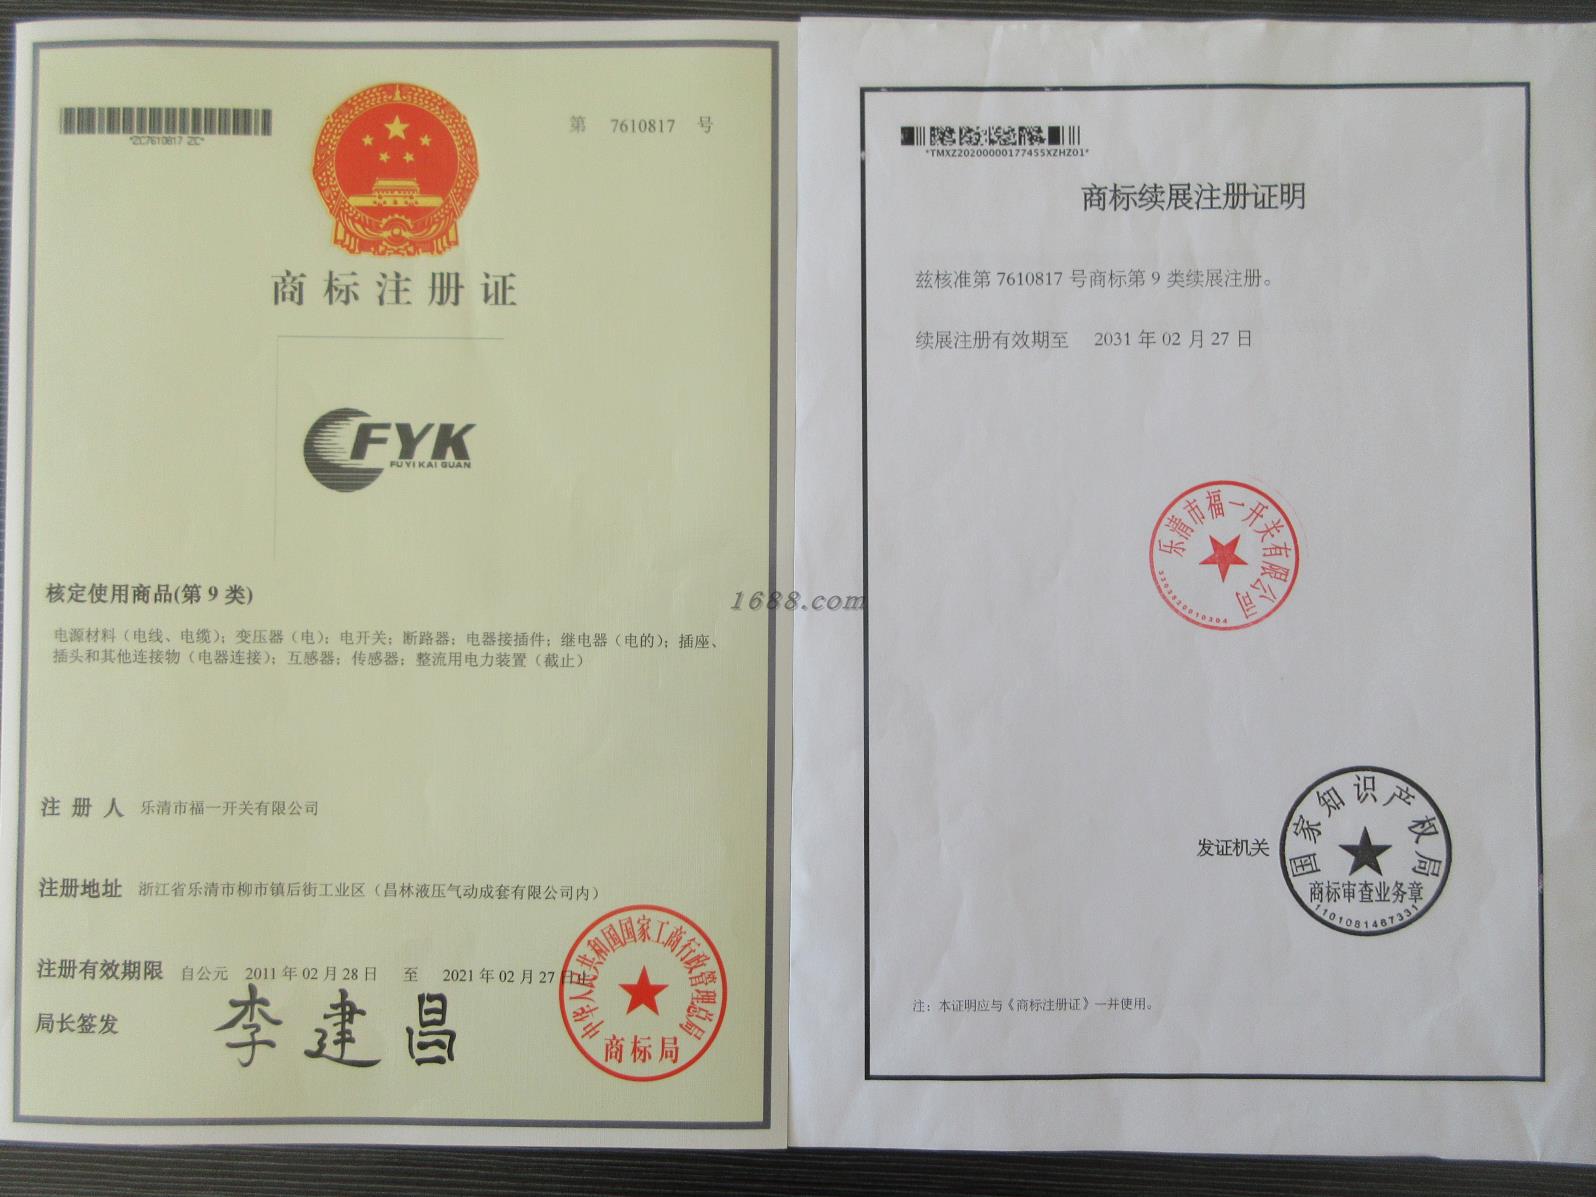 *ZC7610817 ZC*
第 7610817 号
商标注册证
FYK
FU YI KAI GUAN
核定使用商品(第 9 类)
电源材料（电线、电缆）；变压器（电）；电开关；断路器；电器接插件；继电器（电的）；插座、
插头和其他连接物（电器连接）；互感器；传感器；整流用电力装置（截止）
注 册 人 乐清市福一开关有限公司
注册地址 浙江省乐清市柳市镇后街工业区（昌林液压气动成套有限公司内）
注册有效期限 自公元 2011 年 02 月 28 日 至 2021 年 02 月 27 日止
局长签发 李建昌
中华人民共和国国家工商行政管理总局
商标局
1688.com
*TMXZ20200000177455XZHZ01*
商标续展注册证明
兹核准第 7610817 号商标第 9 类续展注册。
续展注册有效期至 2031 年 02 月 27 日
乐清市福一开关有限公司
3303820010304
发证机关
国家知识产权局
商标审查业务章
1101081467331
注：本证明应与《商标注册证》一并使用。